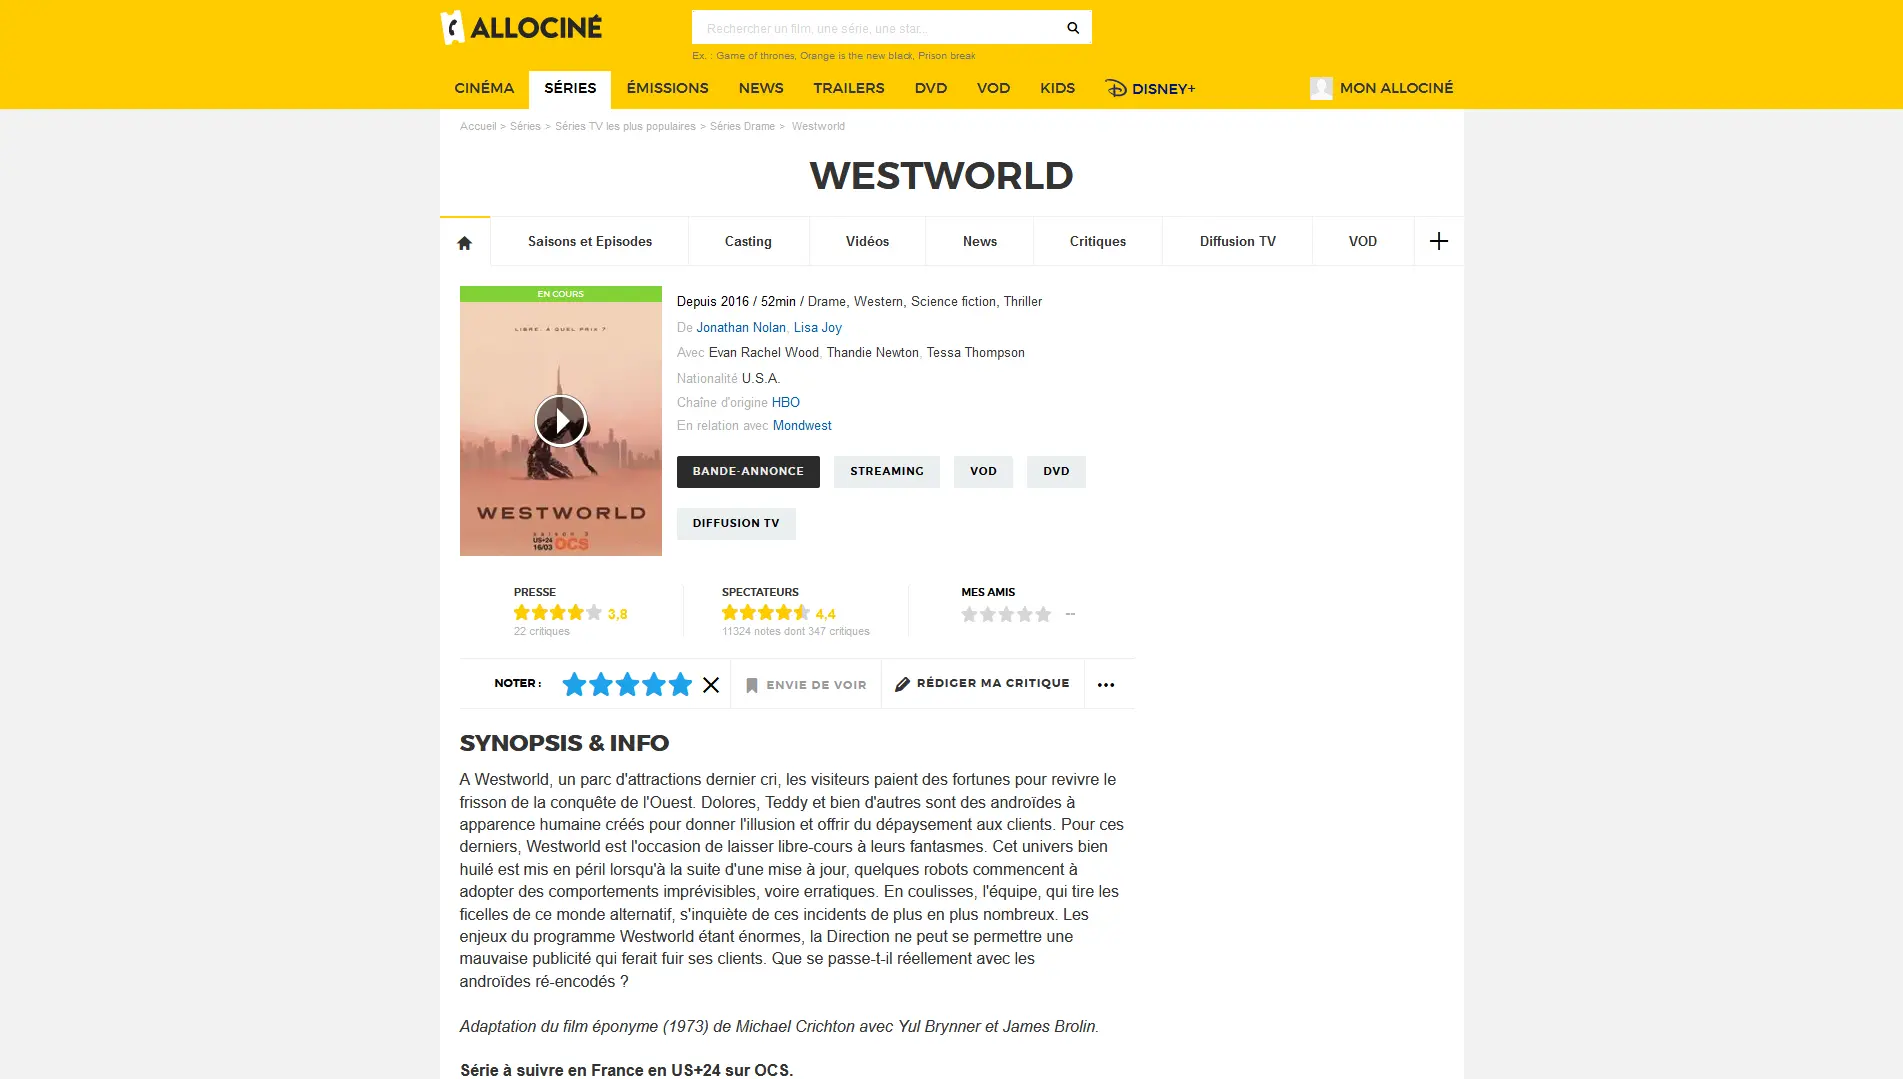 ALLOCINÉ
Rechercher un film, une série, une star...
Ex. : Game of thrones, Orange is the new black, Prison break
CINÉMA SÉRIES ÉMISSIONS NEWS TRAILERS DVD VOD KIDS DISNEY+ MON ALLOCINÉ
Accueil > Séries > Séries TV les plus populaires > Séries Drame > Westworld
WESTWORLD
Saisons et Episodes Casting Vidéos News Critiques Diffusion TV VOD
EN COURS
LIBRE. À QUEL PRIX ?
WESTWORLD
saison 3
US+24
16/03 OCS
Depuis 2016 / 52min / Drame, Western, Science fiction, Thriller
De Jonathan Nolan, Lisa Joy
Avec Evan Rachel Wood, Thandie Newton, Tessa Thompson
Nationalité U.S.A.
Chaîne d'origine HBO
En relation avec Mondwest
BANDE-ANNONCE STREAMING VOD DVD
DIFFUSION TV
PRESSE SPECTATEURS MES AMIS
3,8 4,4 --
22 critiques 11324 notes dont 347 critiques
NOTER : ENVIE DE VOIR RÉDIGER MA CRITIQUE ...
SYNOPSIS & INFO
A Westworld, un parc d'attractions dernier cri, les visiteurs paient des fortunes pour revivre le
frisson de la conquête de l'Ouest. Dolores, Teddy et bien d'autres sont des androïdes à
apparence humaine créés pour donner l'illusion et offrir du dépaysement aux clients. Pour ces
derniers, Westworld est l'occasion de laisser libre-cours à leurs fantasmes. Cet univers bien
huilé est mis en péril lorsqu'à la suite d'une mise à jour, quelques robots commencent à
adopter des comportements imprévisibles, voire erratiques. En coulisses, l'équipe, qui tire les
ficelles de ce monde alternatif, s'inquiète de ces incidents de plus en plus nombreux. Les
enjeux du programme Westworld étant énormes, la Direction ne peut se permettre une
mauvaise publicité qui ferait fuir ses clients. Que se passe-t-il réellement avec les
androïdes ré-encodés ?
Adaptation du film éponyme (1973) de Michael Crichton avec Yul Brynner et James Brolin.
Série à suivre en France en US+24 sur OCS.